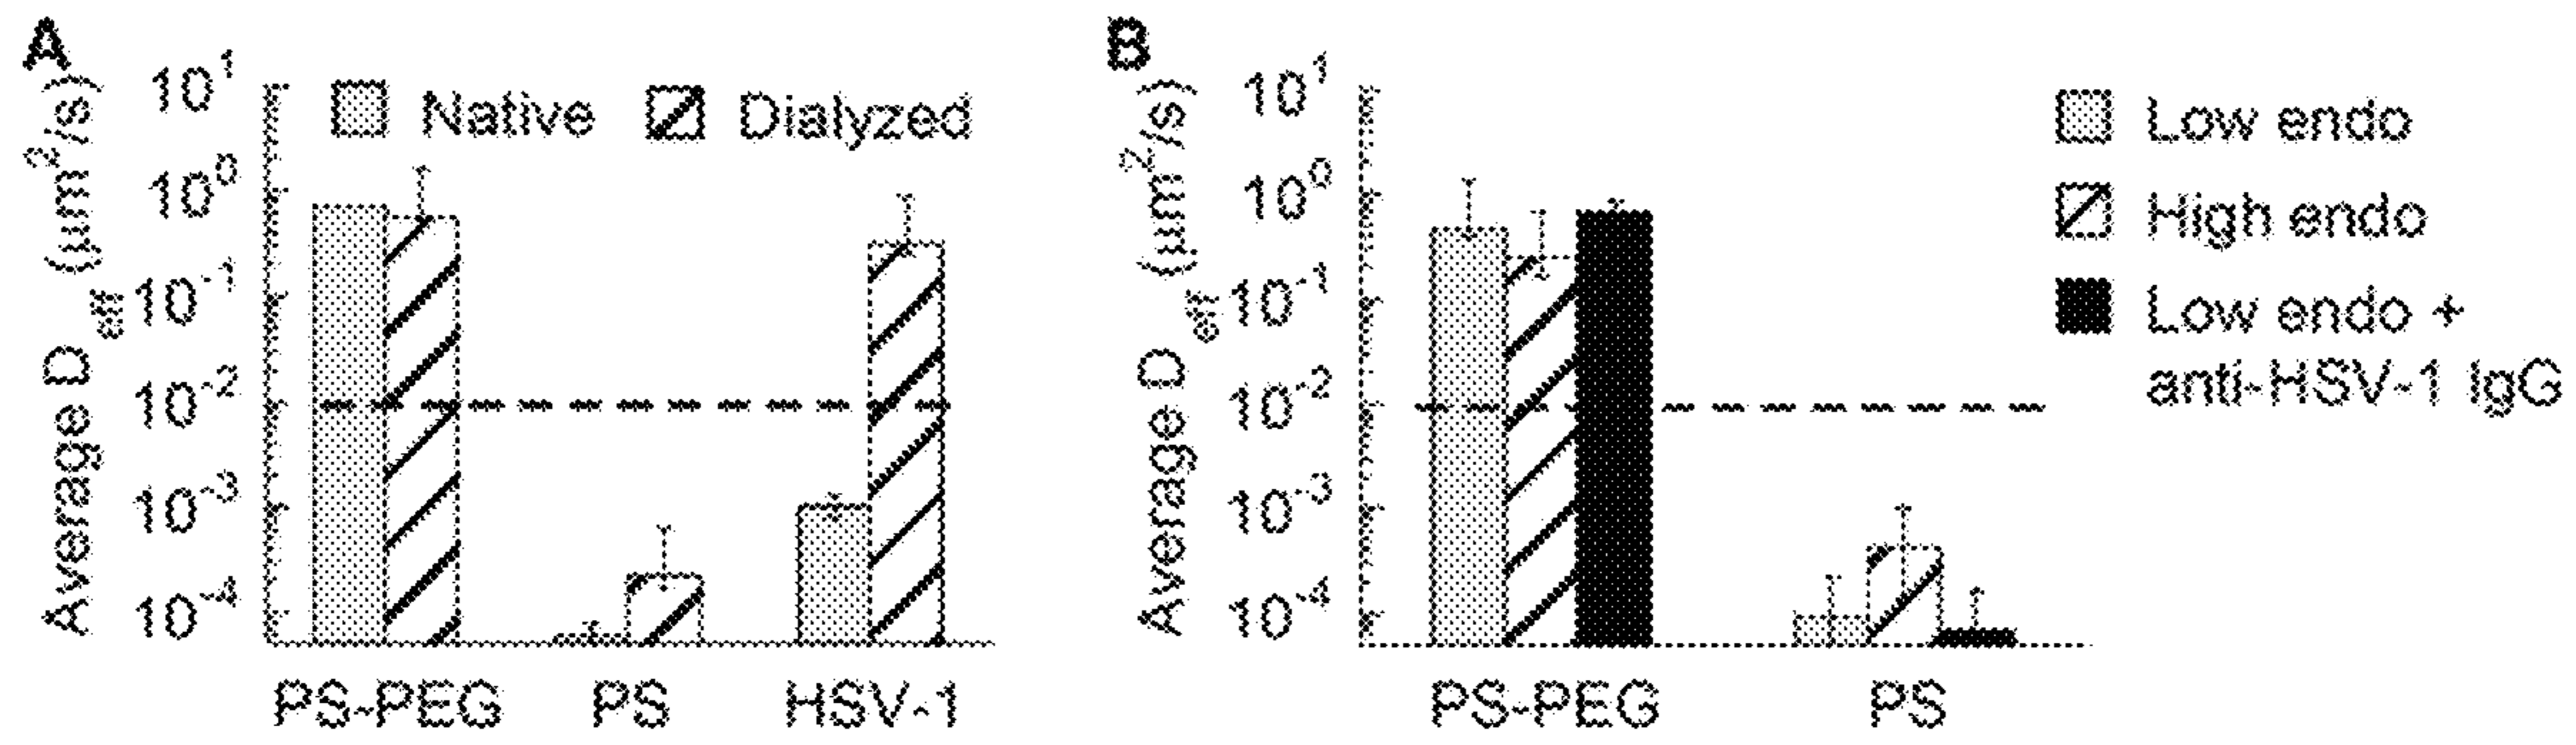 A
Average D_eff (µm²/s)
10¹
10⁰
10⁻¹
10⁻²
10⁻³
10⁻⁴
Native
Dialyzed
PS-PEG PS HSV-1
B
Average D_eff (µm²/s)
10¹
10⁰
10⁻¹
10⁻²
10⁻³
10⁻⁴
PS-PEG PS
Low endo
High endo
Low endo +
anti-HSV-1 IgG